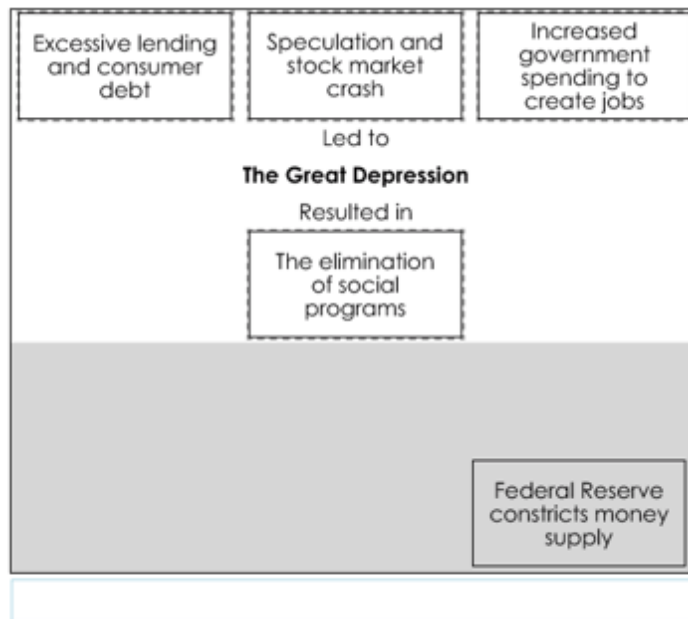 Excessive lending
and consumer
debt
Speculation and
stock market
crash
Increased
government
spending to
create jobs
Led to
The Great Depression
Resulted in
The elimination
of social
programs
Federal Reserve
constricts money
supply